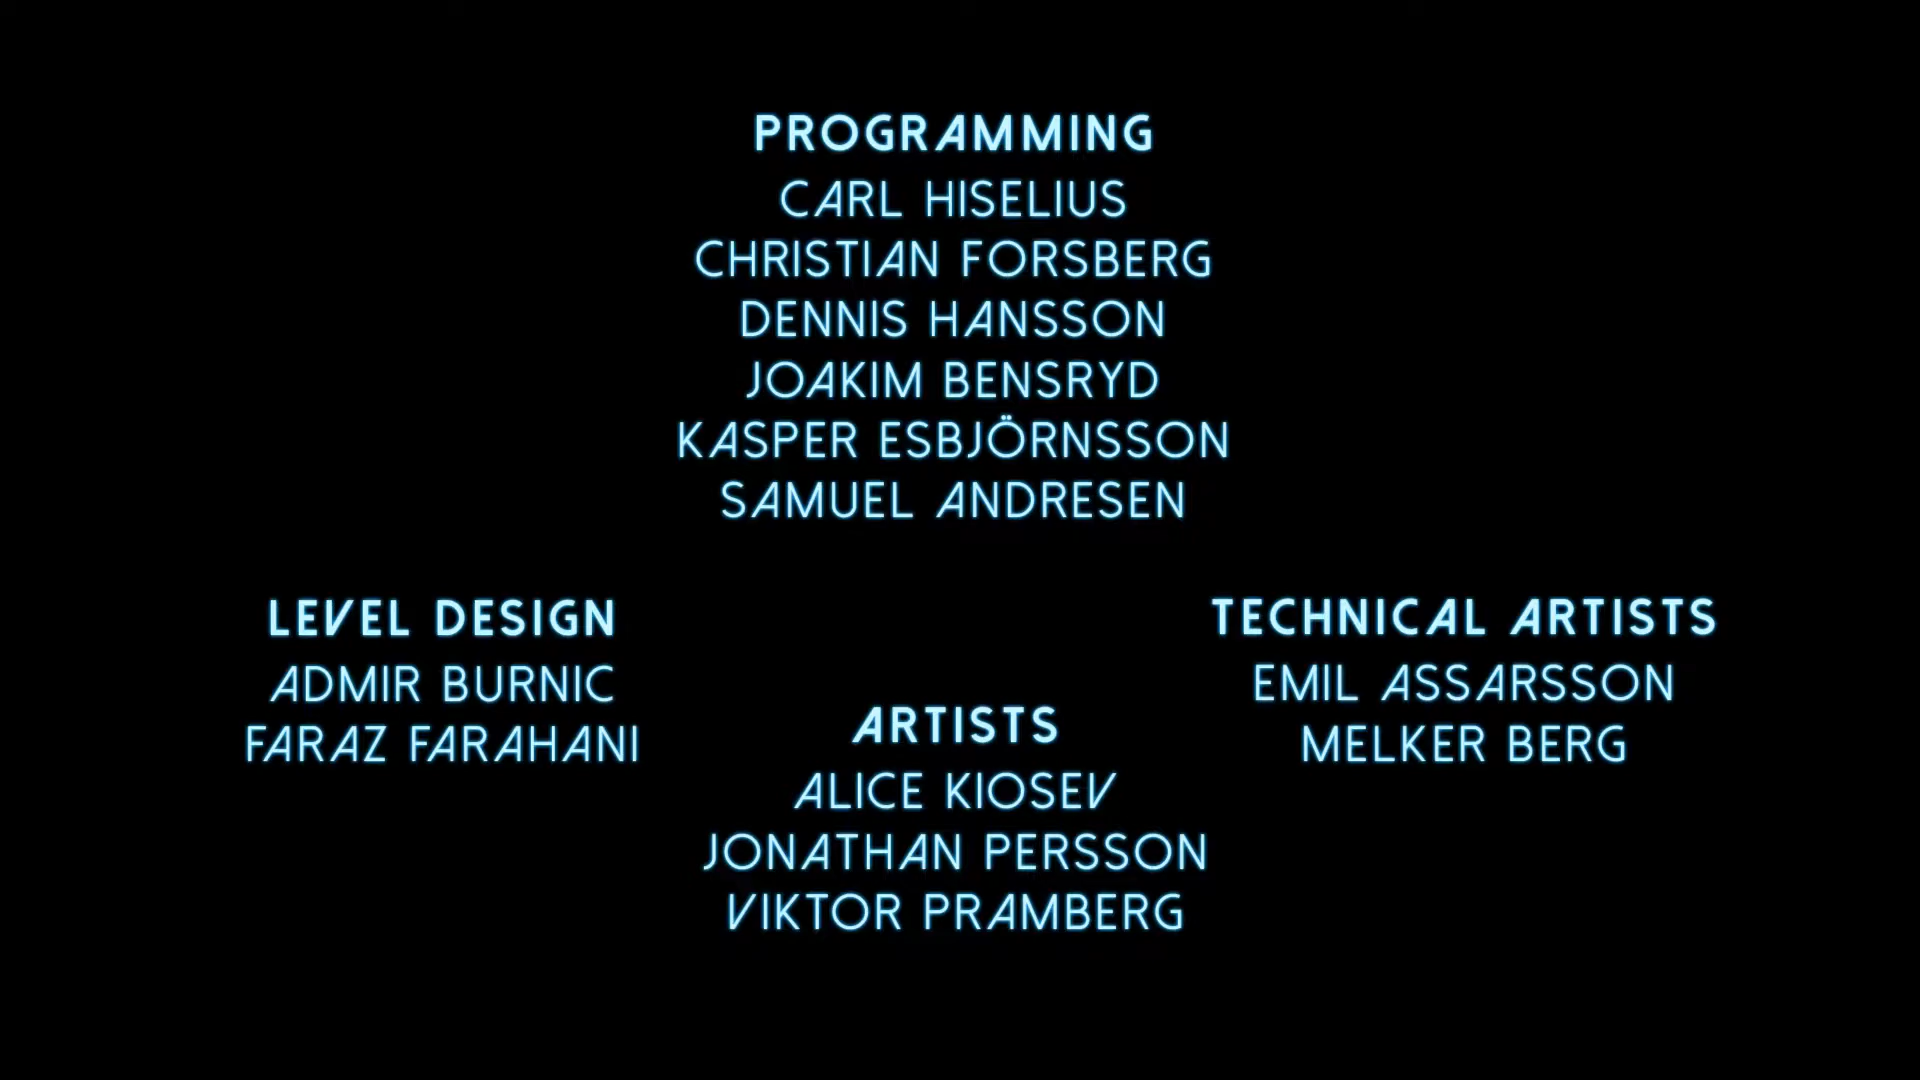 PROGRAMMING
CARL HISELIUS
CHRISTIAN FORSBERG
DENNIS HANSSON
JOAKIM BENSRYD
KASPER ESBJÖRNSSON
SAMUEL ANDRESEN
LEVEL DESIGN
ADMIR BURNIC
FARAZ FARAHANI
ARTISTS
ALICE KIOSEV
JONATHAN PERSSON
VIKTOR PRAMBERG
TECHNICAL ARTISTS
EMIL ASSARSSON
MELKER BERG